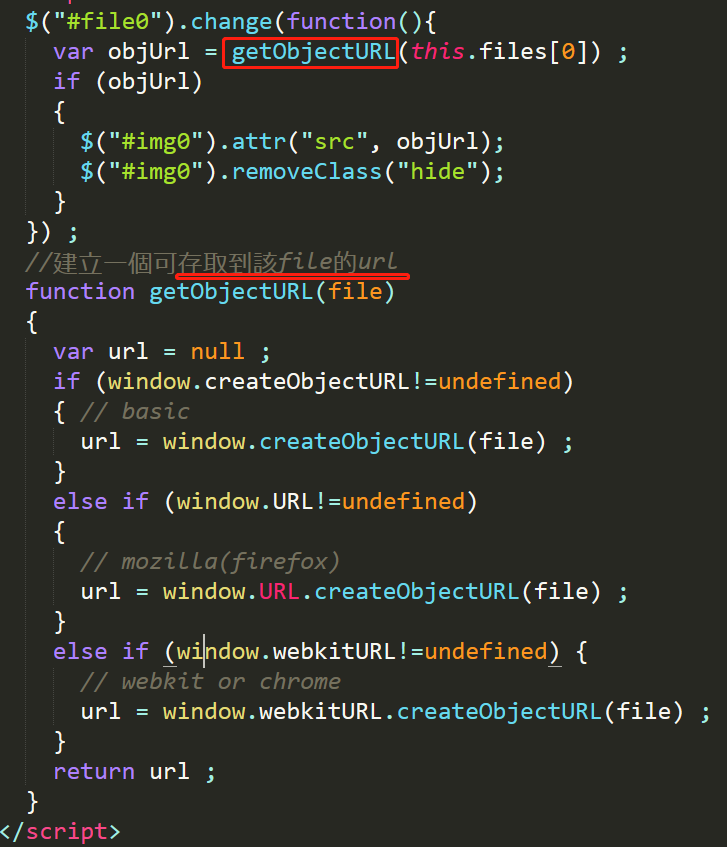 $("#file0").change(function(){
var objUrl = getObjectURL(this.files[0]) ;
if (objUrl)
{
$("#img0").attr("src", objUrl);
$("#img0").removeClass("hide");
}
}) ;
//建立一個可存取到該file的url
function getObjectURL(file)
{
var url = null ;
if (window.createObjectURL!=undefined)
{ // basic
url = window.createObjectURL(file) ;
}
else if (window.URL!=undefined)
{
// mozilla(firefox)
url = window.URL.createObjectURL(file) ;
}
else if (window.webkitURL!=undefined) {
// webkit or chrome
url = window.webkitURL.createObjectURL(file) ;
}
return url ;
}
</script>